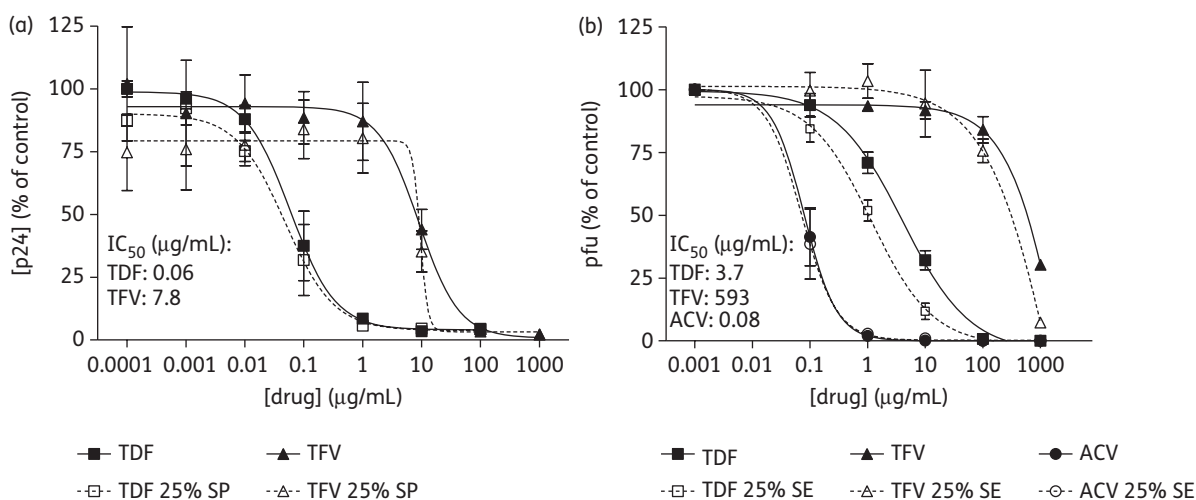 (a)
125
100
75
50
25
0
[p24] (% of control)
IC50 (µg/mL):
TDF: 0.06
TFV: 7.8
0.0001 0.001 0.01 0.1 1 10 100 1000
[drug] (µg/mL)
TDF TFV
TDF 25% SP TFV 25% SP
(b)
125
100
75
50
25
0
pfu (% of control)
IC50 (µg/mL):
TDF: 3.7
TFV: 593
ACV: 0.08
0.001 0.01 0.1 1 10 100 1000
[drug] (µg/mL)
TDF TFV ACV
TDF 25% SE TFV 25% SE ACV 25% SE